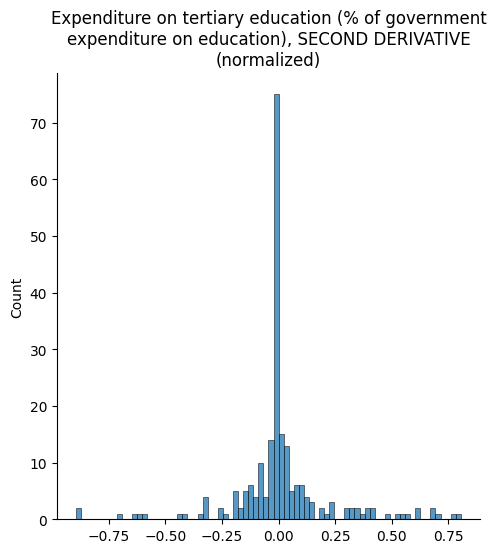 Expenditure on tertiary education (% of government
expenditure on education), SECOND DERIVATIVE
(normalized)
70
60
50
40
30
20
10
0
Count
−0.75 −0.50 −0.25 0.00 0.25 0.50 0.75